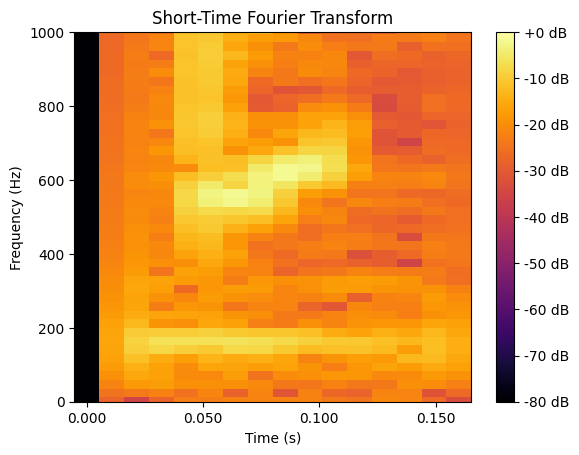 Short-Time Fourier Transform
Frequency (Hz)
1000
800
600
400
200
0
0.000
0.050
0.100
0.150
Time (s)
+0 dB
-10 dB
-20 dB
-30 dB
-40 dB
-50 dB
-60 dB
-70 dB
-80 dB